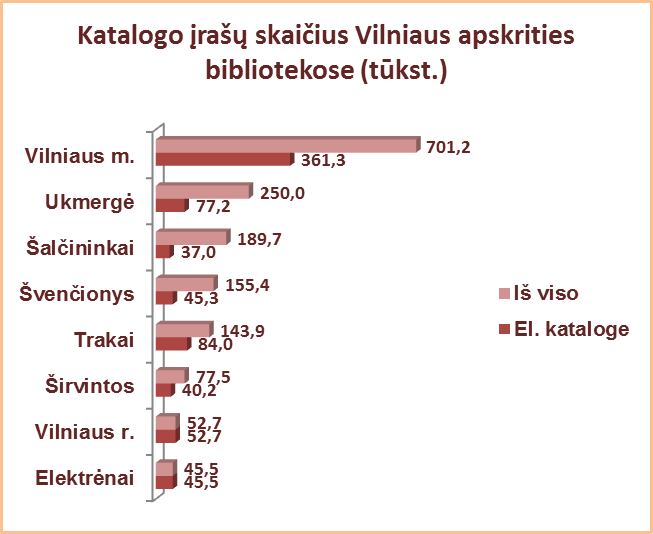 Katalogo įrašų skaičius Vilniaus apskrities
bibliotekose (tūkst.)
Vilniaus m.
701,2
361,3
Ukmergė
250,0
77,2
Šalčininkai
189,7
37,0
Švenčionys
155,4
45,3
Trakai
143,9
84,0
Širvintos
77,5
40,2
Vilniaus r.
52,7
52,7
Elektrėnai
45,5
45,5
Iš viso
El. kataloge